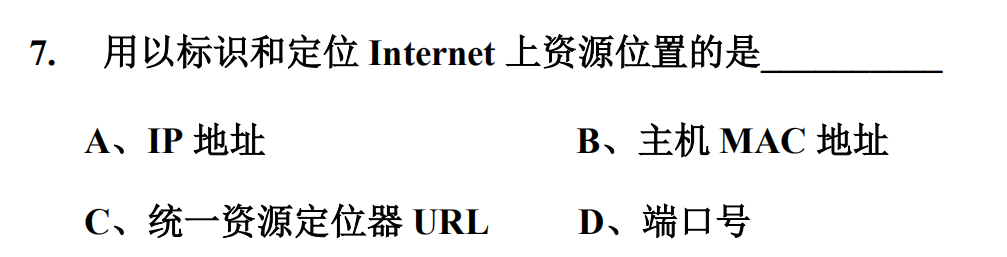 7. 用以标识和定位 Internet 上资源位置的是__________
A、IP 地址 B、主机 MAC 地址
C、统一资源定位器 URL D、端口号